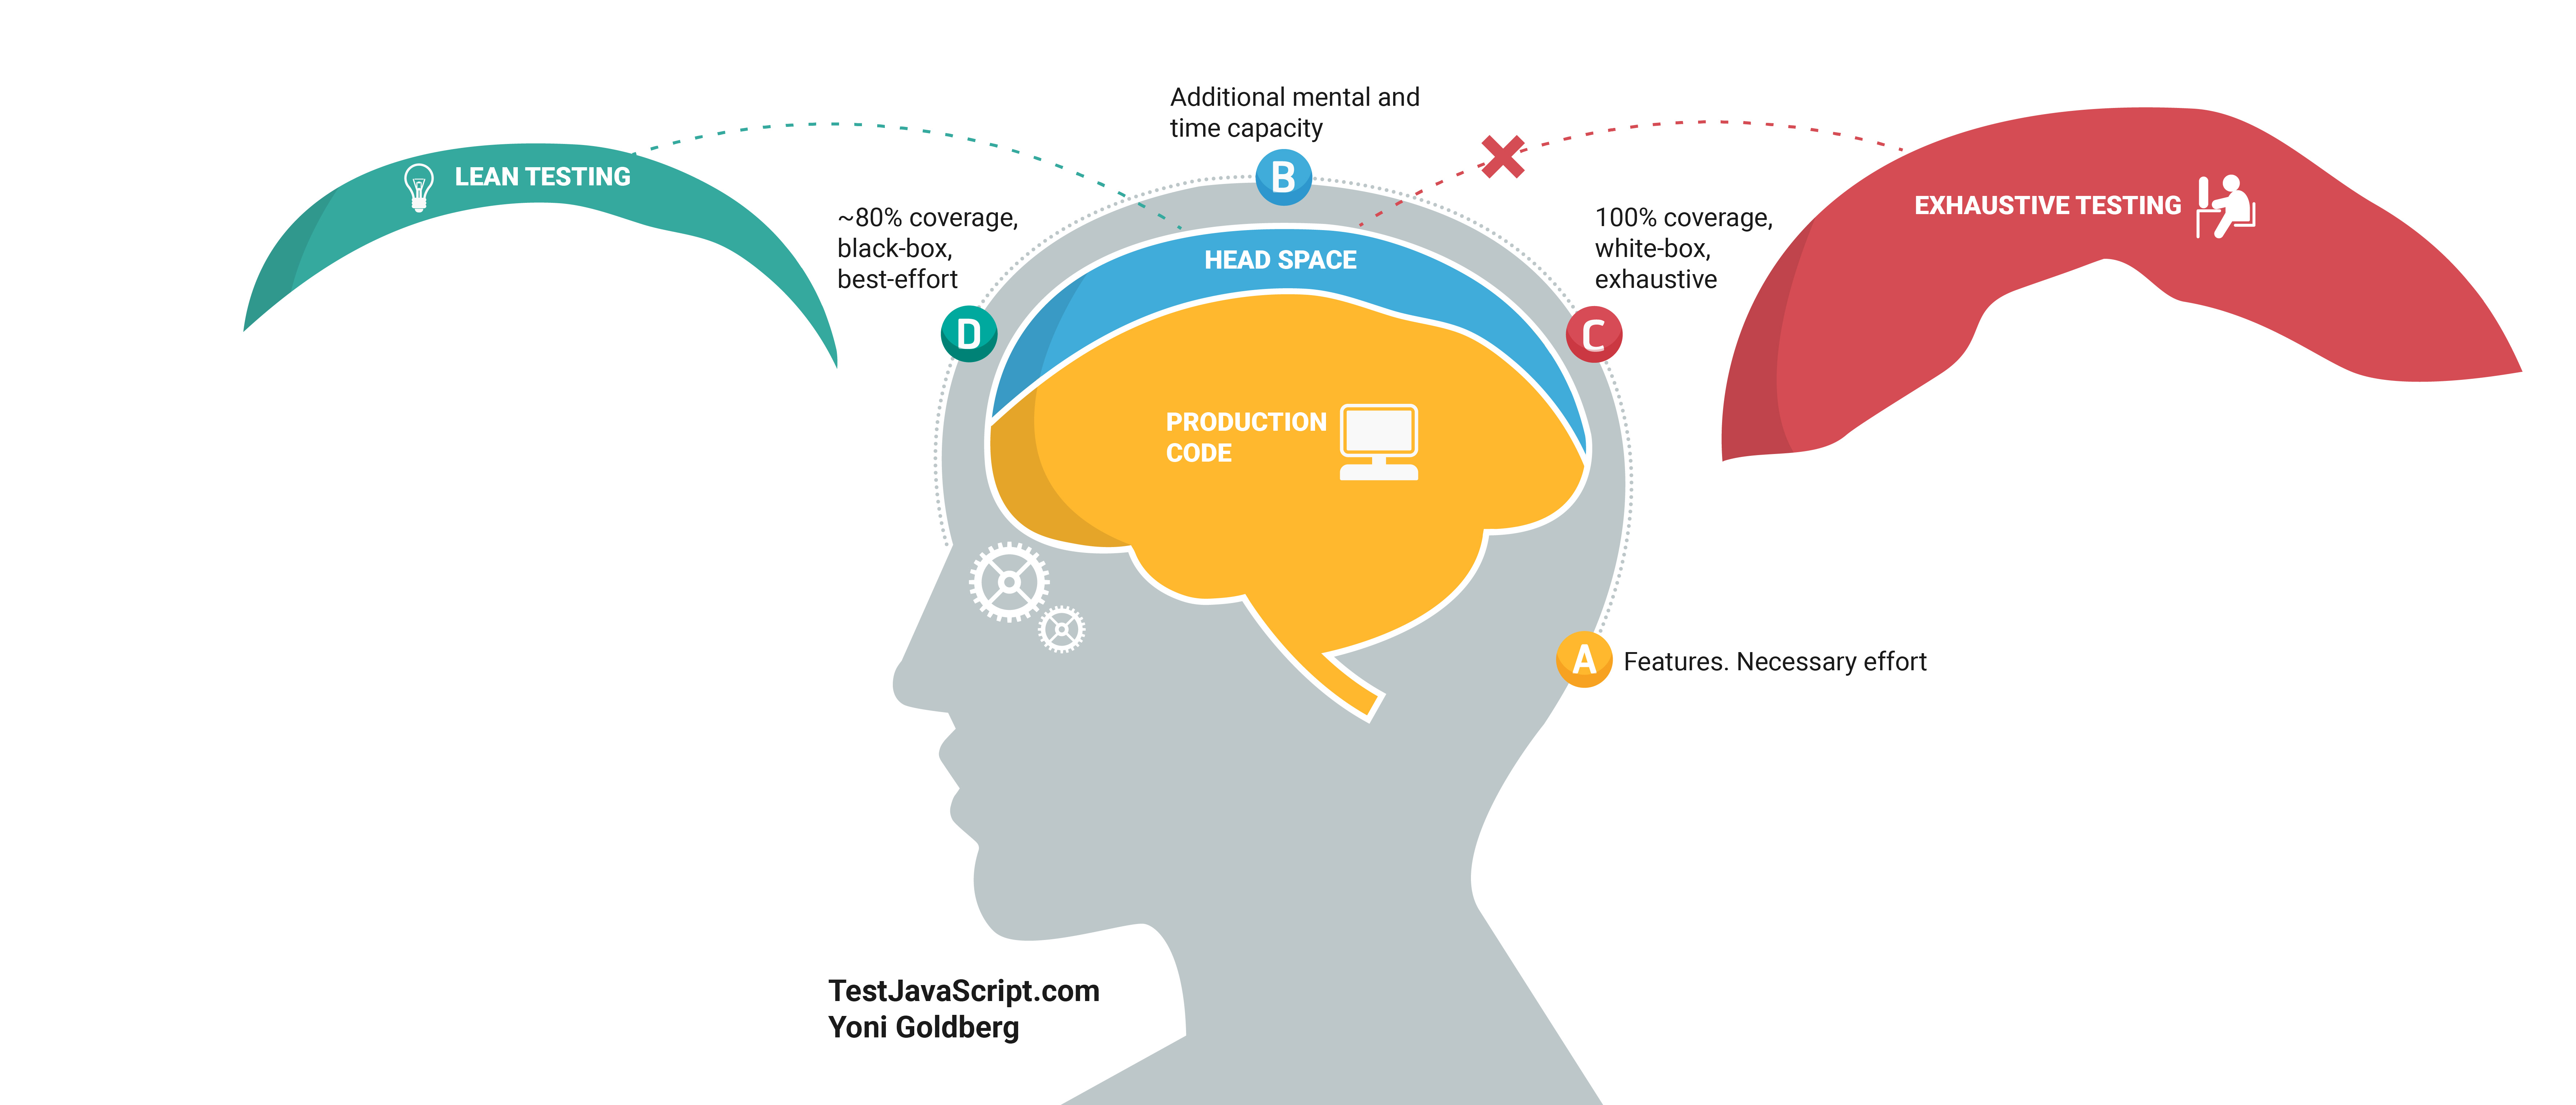 Additional mental and
time capacity
B
LEAN TESTING
~80% coverage,
black-box,
best-effort
D
HEAD SPACE
100% coverage,
white-box,
exhaustive
C
EXHAUSTIVE TESTING
PRODUCTION
CODE
A
Features. Necessary effort
TestJavaScript.com
Yoni Goldberg